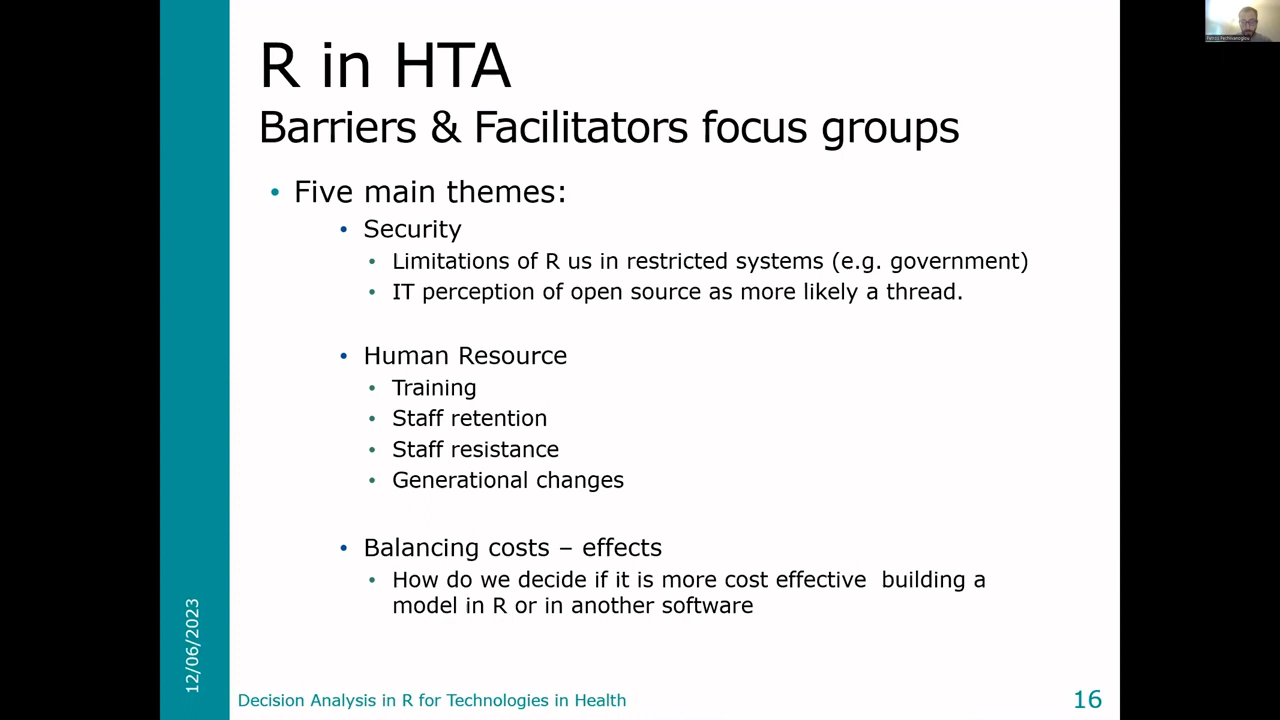 R in HTA
Barriers & Facilitators focus groups
• Five main themes:
• Security
• Limitations of R us in restricted systems (e.g. government)
• IT perception of open source as more likely a thread.
• Human Resource
• Training
• Staff retention
• Staff resistance
• Generational changes
• Balancing costs – effects
• How do we decide if it is more cost effective  building a
model in R or in another software
12/06/2023
Decision Analysis in R for Technologies in Health
16